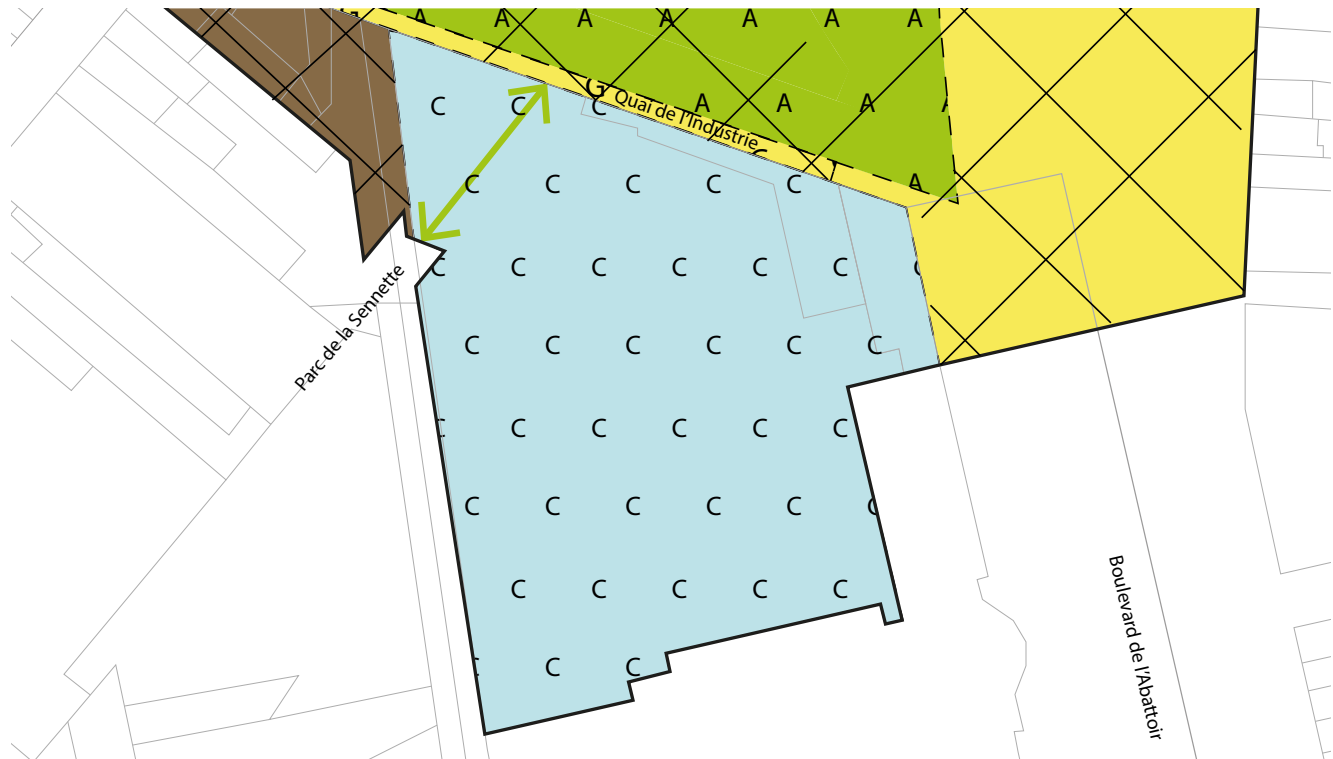 A A A A A A A
C C C G A A A
Quai de l'Industrie
C C C C C A
C C C C C C
Parc de la Sennette
C C C C C C
C C C C C
C C C C C
C C C C C
Boulevard de l'Abattoir
C C